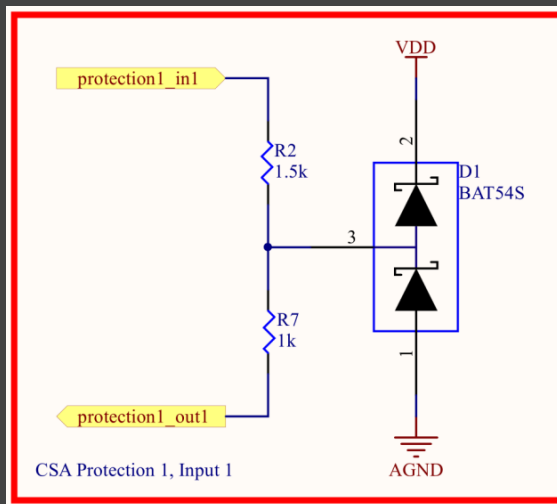 VDD
protection1_in1
2
R2
1.5k
D1
BAT54S
3
R7
1k
1
protection1_out1
CSA Protection 1, Input 1
AGND